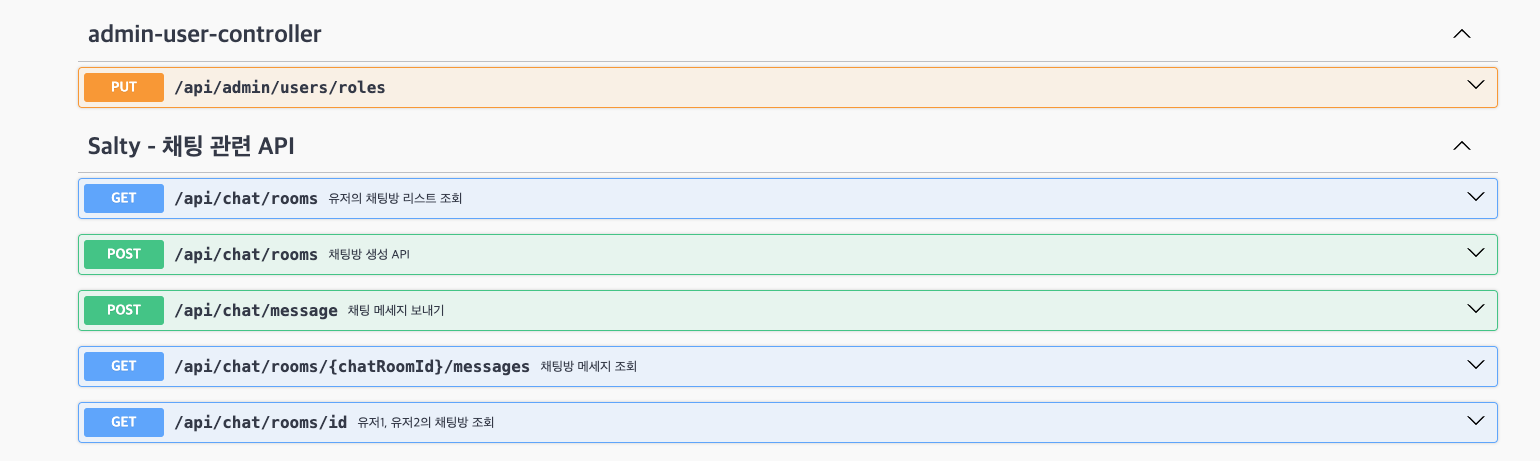 admin-user-controller
PUT /api/admin/users/roles
Salty - 채팅 관련 API
GET /api/chat/rooms 유저의 채팅방 리스트 조회
POST /api/chat/rooms 채팅방 생성 API
POST /api/chat/message 채팅 메세지 보내기
GET /api/chat/rooms/{chatRoomId}/messages 채팅방 메세지 조회
GET /api/chat/rooms/id 유저1, 유저2의 채팅방 조회